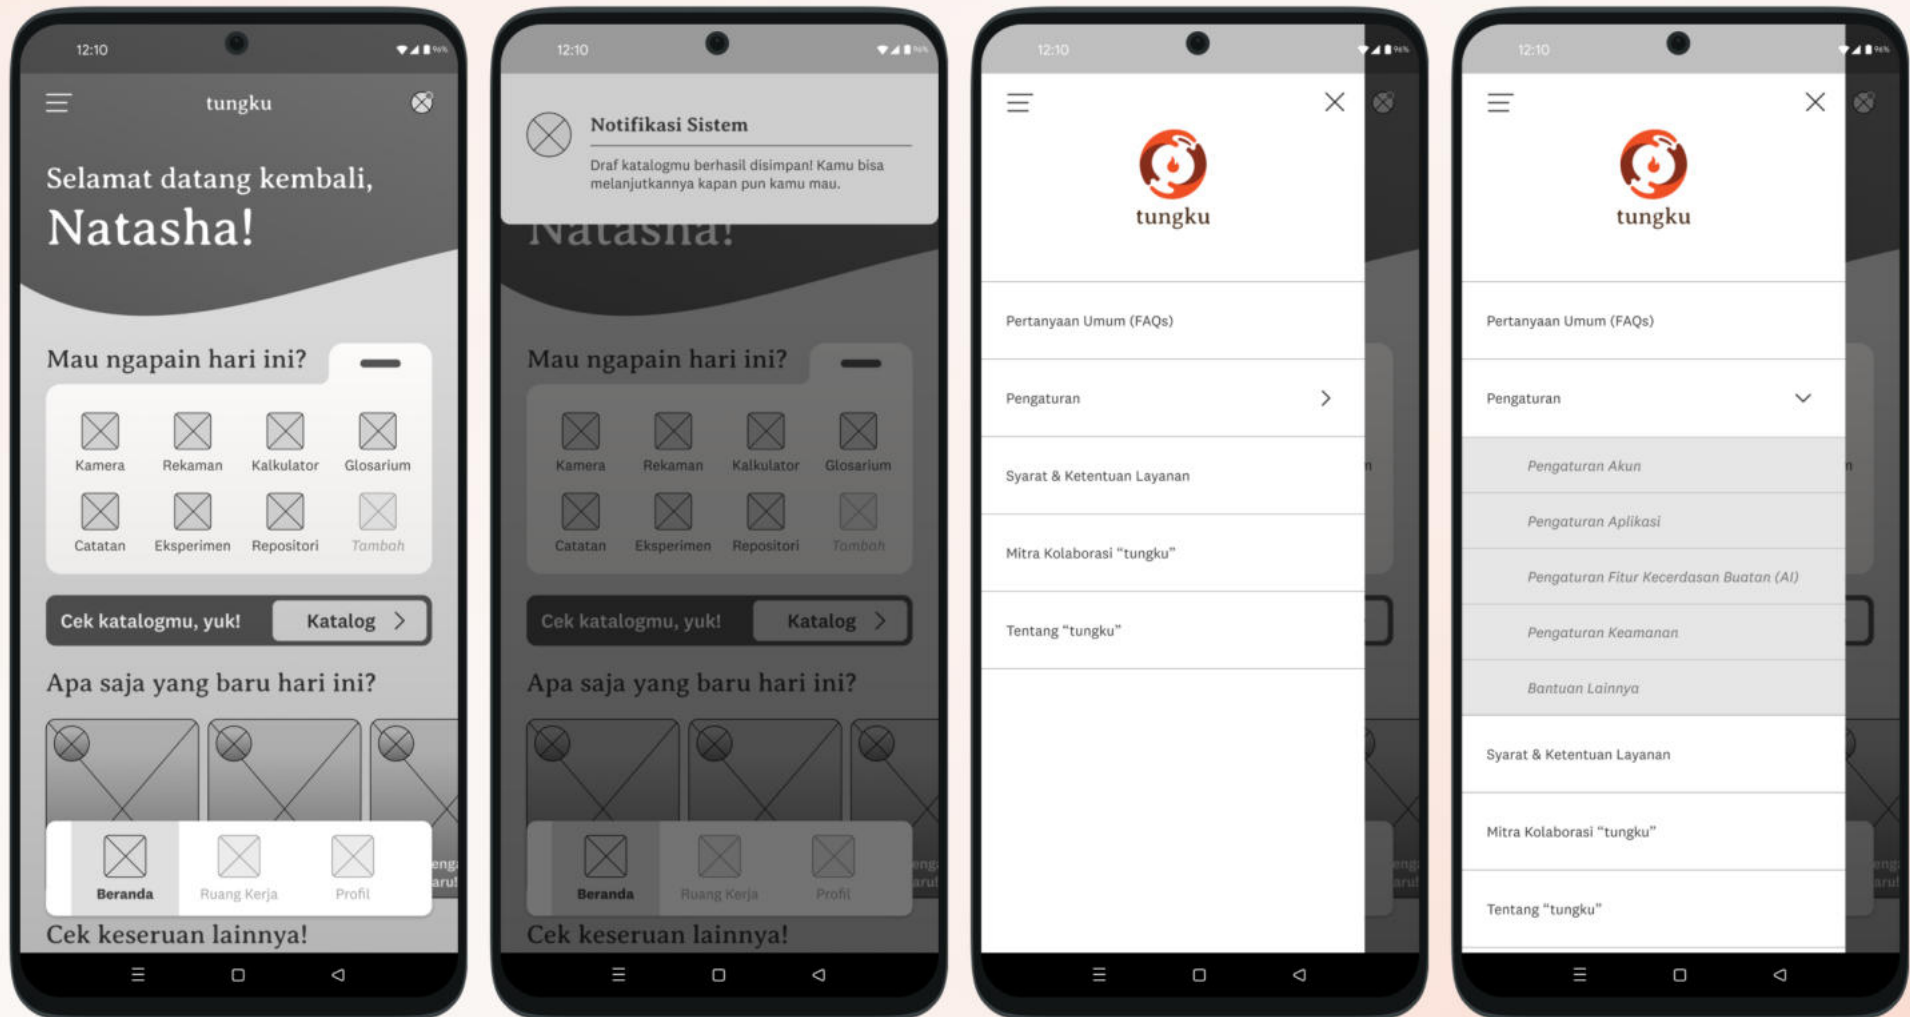 12:10
96%
tungku
Selamat datang kembali,
Natasha!
Mau ngapain hari ini?
Kamera Rekaman Kalkulator Glosarium
Catatan Eksperimen Repositori Tambah
Cek katalogmu, yuk! Katalog
Apa saja yang baru hari ini?
Beranda Ruang Kerja Profil
Cek keseruan lainnya!
12:10
96%
Notifikasi Sistem
Draf katalogmu berhasil disimpan! Kamu bisa
melanjutkannya kapan pun kamu mau.
Natasha!
Mau ngapain hari ini?
Kamera Rekaman Kalkulator Glosarium
Catatan Eksperimen Repositori Tambah
Cek katalogmu, yuk! Katalog
Apa saja yang baru hari ini?
Beranda Ruang Kerja Profil
Cek keseruan lainnya!
12:10
96%
tungku
Pertanyaan Umum (FAQs)
Pengaturan
Syarat & Ketentuan Layanan
Mitra Kolaborasi “tungku”
Tentang “tungku”
12:10
96%
tungku
Pertanyaan Umum (FAQs)
Pengaturan
Pengaturan Akun
Pengaturan Aplikasi
Pengaturan Fitur Kecerdasan Buatan (AI)
Pengaturan Keamanan
Bantuan Lainnya
Syarat & Ketentuan Layanan
Mitra Kolaborasi “tungku”
Tentang “tungku”